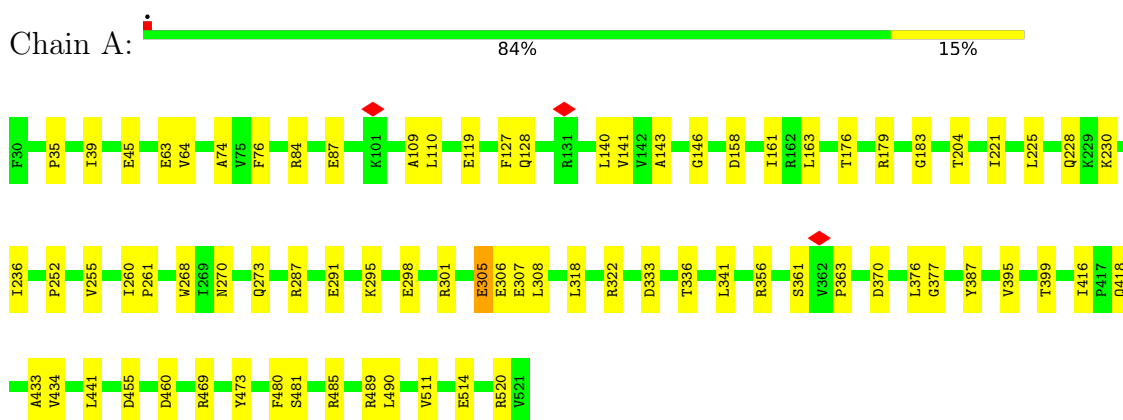 Chain A:
84% 15%
F30 P35 I39 E45 E63 V64 A74 V75 F76 R84 E87 K101 A109 L110 E119 F127 Q128 R131 L140 V141 V142 A143 G146 D158 I161 R162 L163 T176 R179 G183 T204 I221 L225 Q228 K229 K230
I236 P252 V255 I260 P261 W268 I269 N270 Q273 R287 E291 K295 E298 R301 E305 E306 E307 L308 L318 R322 D333 T336 L341 R356 S361 V362 P363 D370 L376 G377 Y387 V395 T399 I416 P417 Q418
A433 V434 L441 D455 D460 R469 Y473 F480 S481 R485 R489 L490 V511 E514 R520 V521